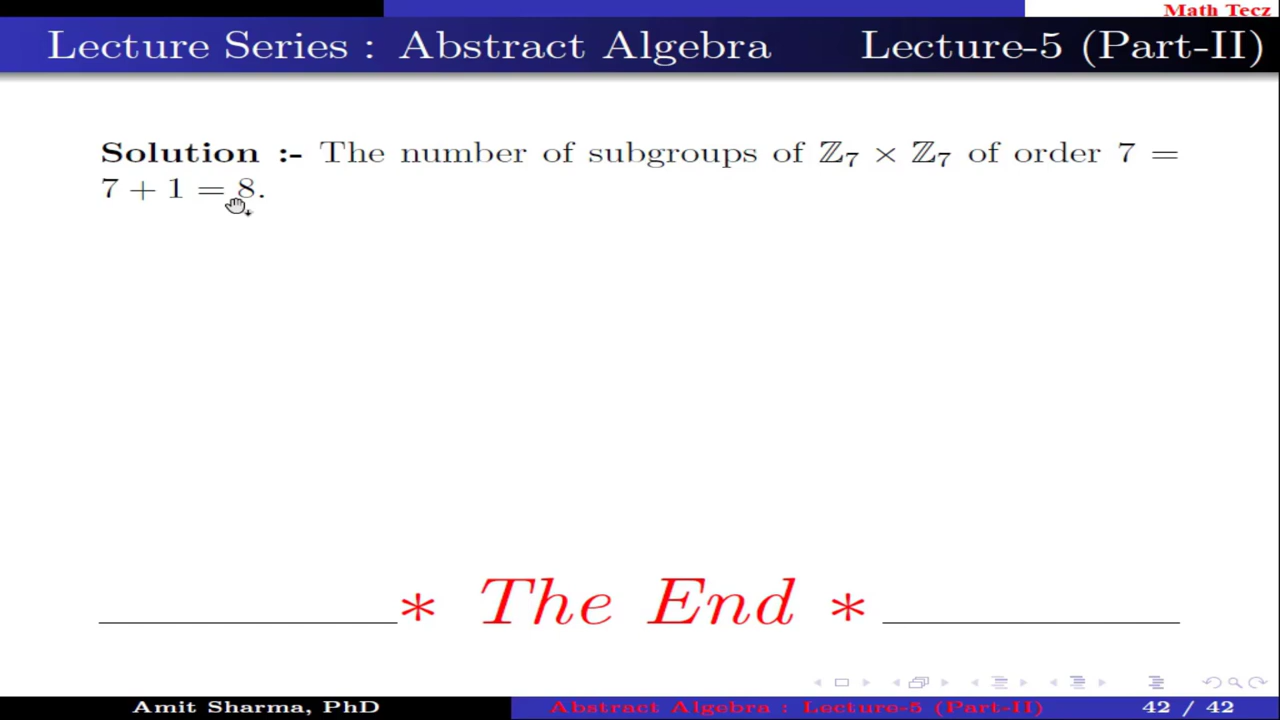 Math Tecz
Lecture Series : Abstract Algebra Lecture-5 (Part-II)
Solution :- The number of subgroups of ℤ₇ × ℤ₇ of order 7 =
7 + 1 = 8.
* The End *
Amit Sharma, PhD Abstract Algebra : Lecture-5 (Part-II) 42 / 42